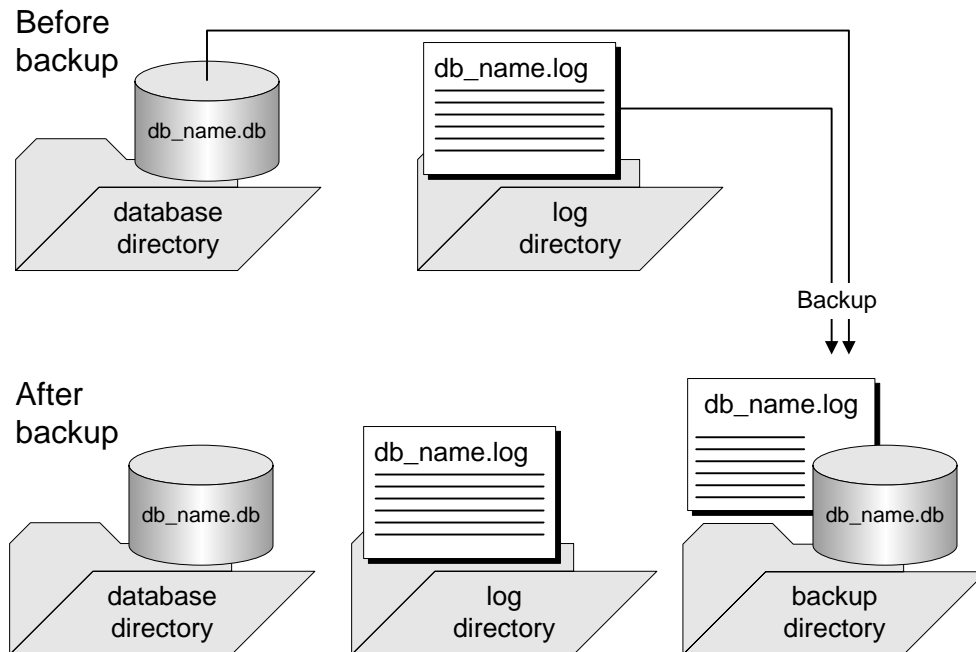 Before
backup
db_name.db
db_name.log
database
directory
log
directory
Backup
After
backup
db_name.db
db_name.log
db_name.log
db_name.db
database
directory
log
directory
backup
directory